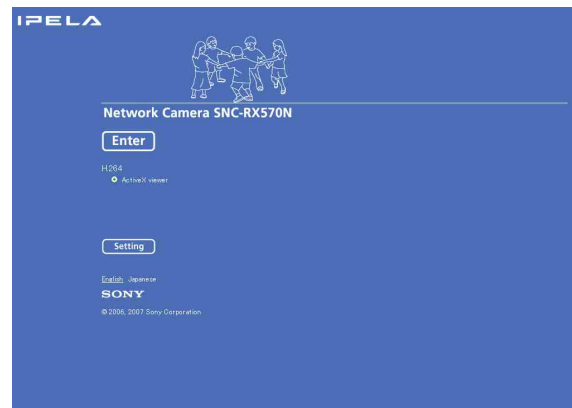 IPELA
Network Camera SNC-RX570N
Enter
H.264
ActiveX viewer
Setting
English Japanese
SONY
© 2006, 2007 Sony Corporation